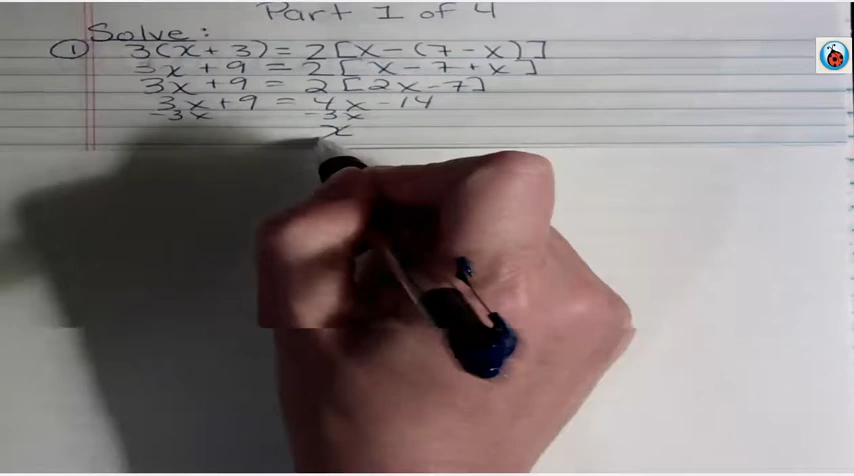 Part 1 of 4
Solve:
① 3(x + 3) = 2[x - (7 - x)]
3x + 9 = 2[x - 7 + x]
3x + 9 = 2[2x - 7]
3x + 9 = 4x - 14
-3x -3x
x